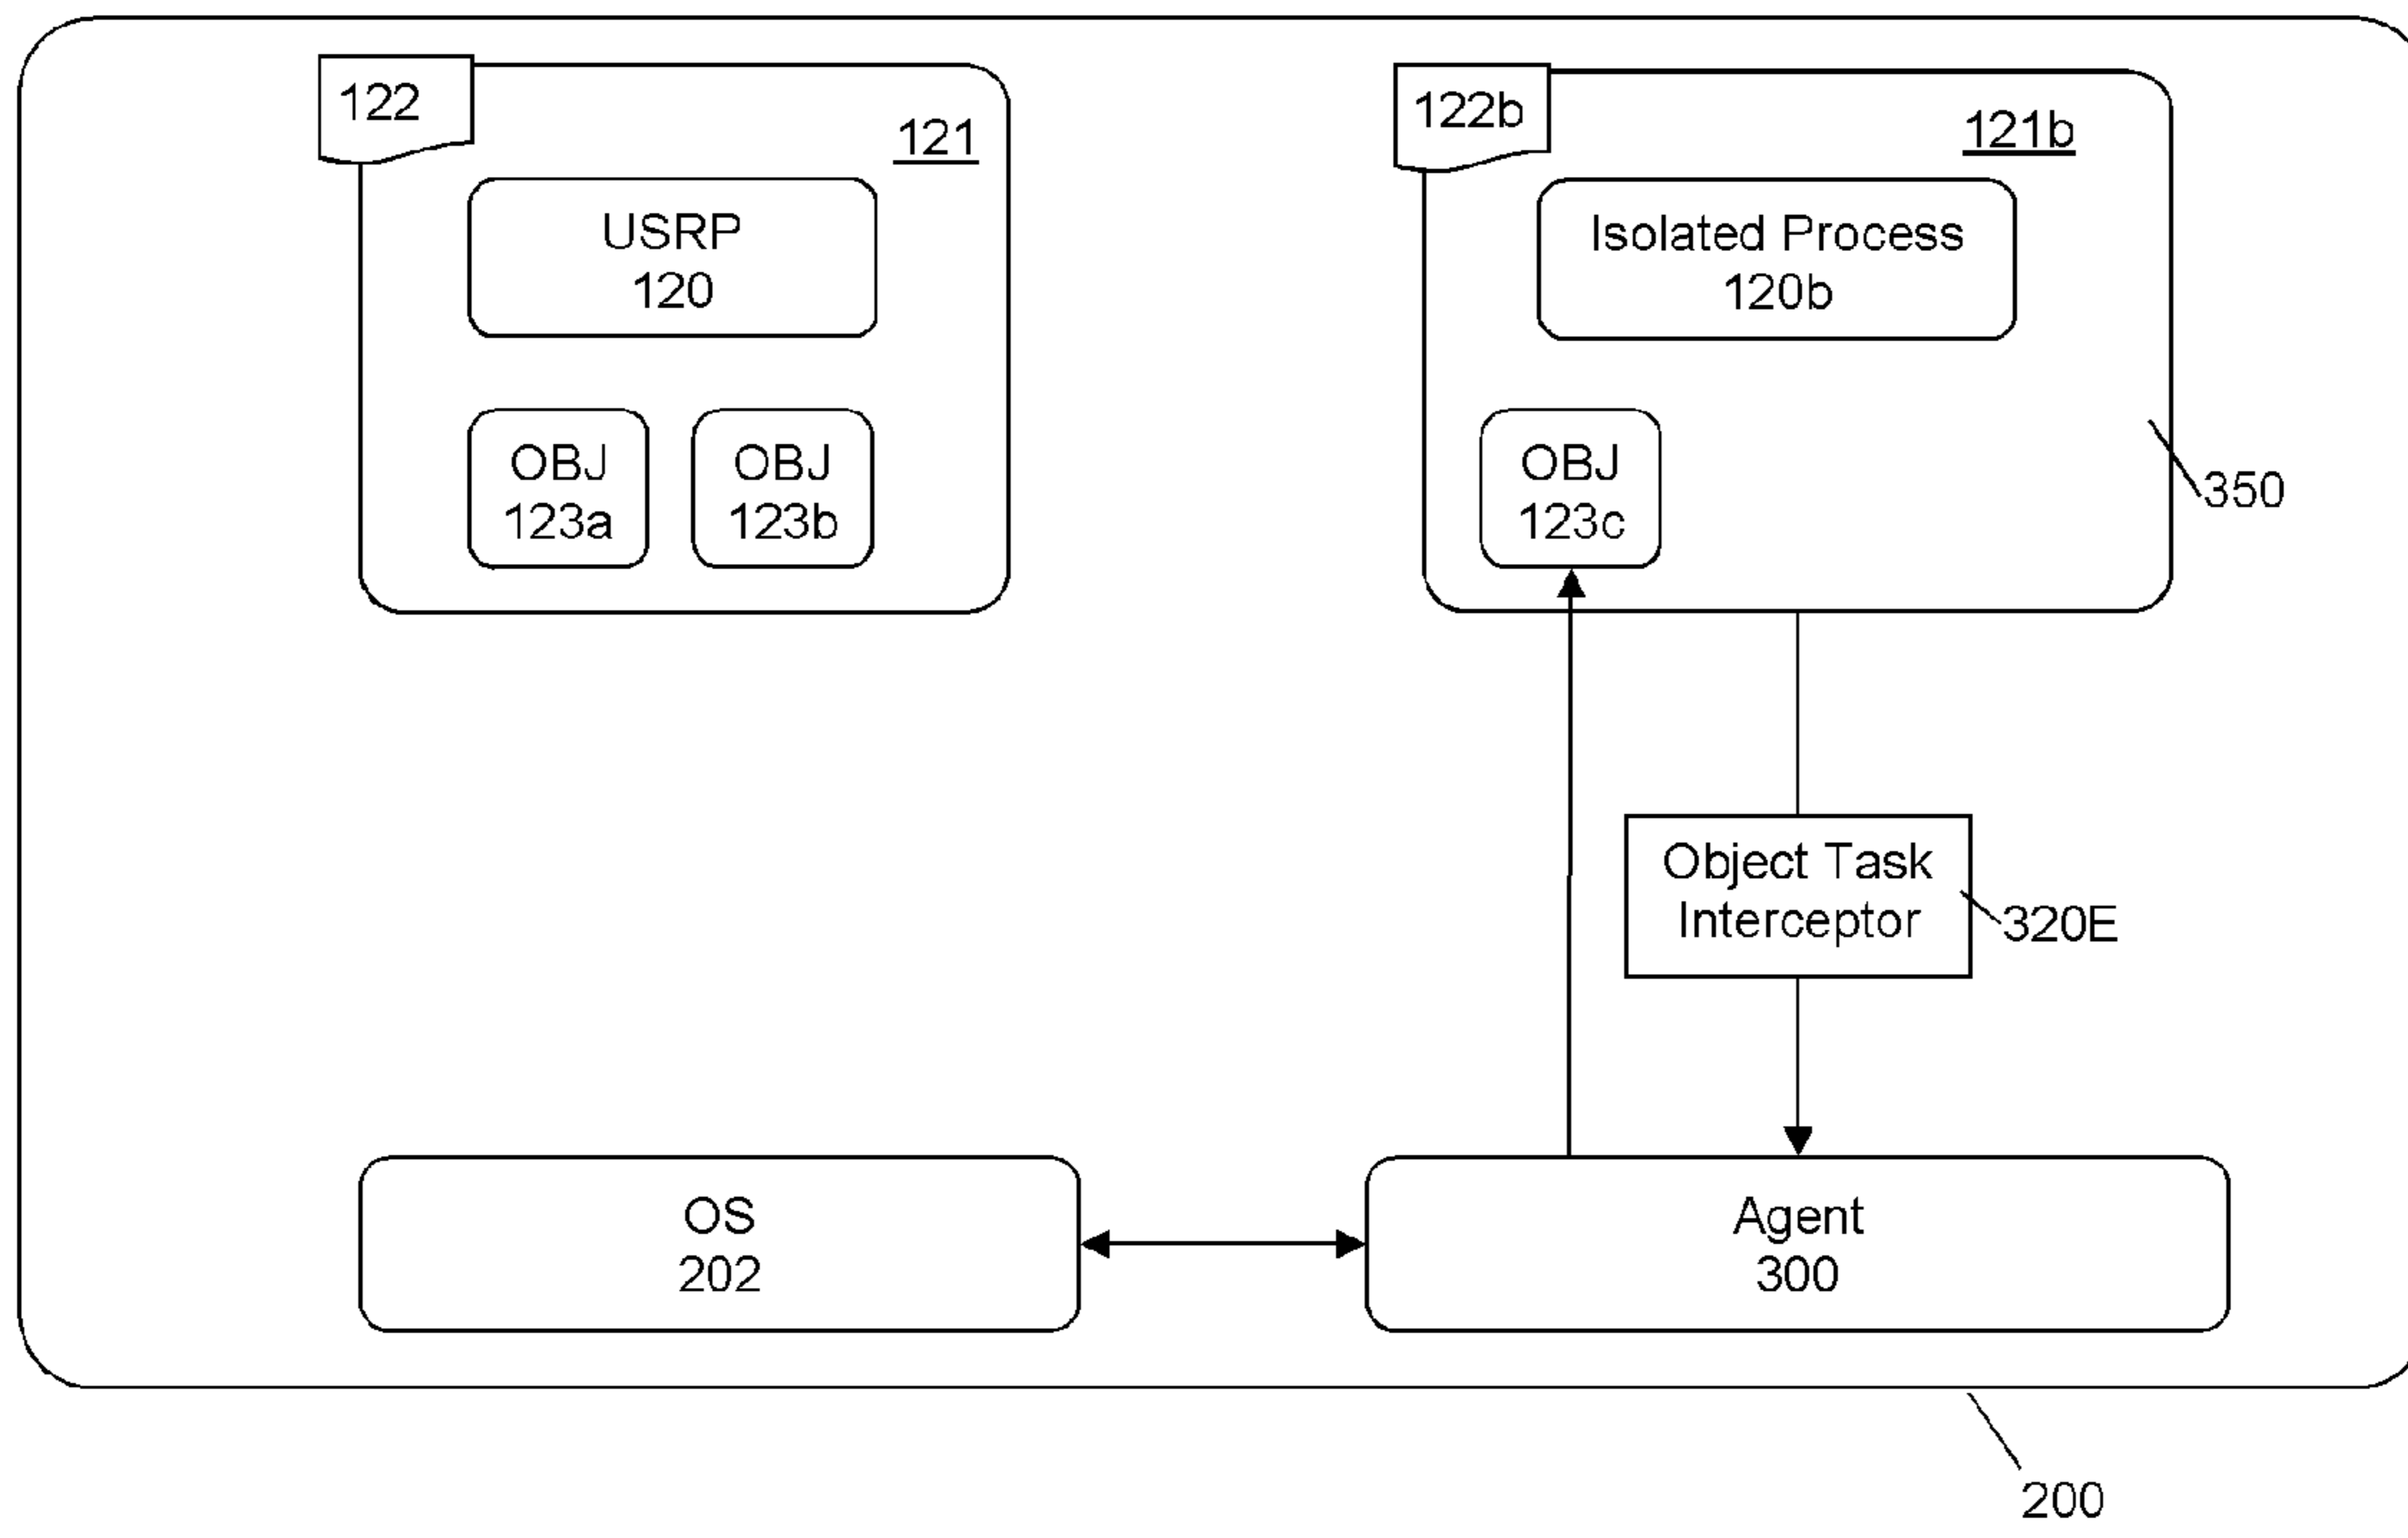 122
121
USRP
120
OBJ
123a
OBJ
123b
122b
121b
Isolated Process
120b
OBJ
123c
350
Object Task
Interceptor
320E
OS
202
Agent
300
200